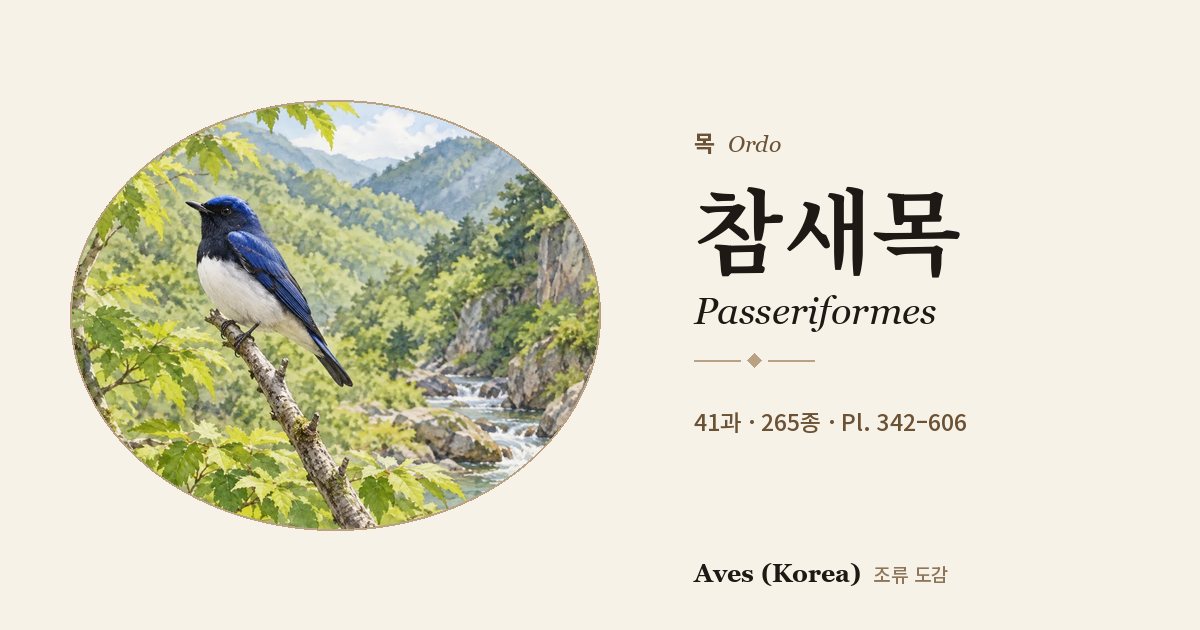 목 Ordo
참새목
Passeriformes
41과 · 265종 · Pl. 342–606
Aves (Korea) 조류 도감